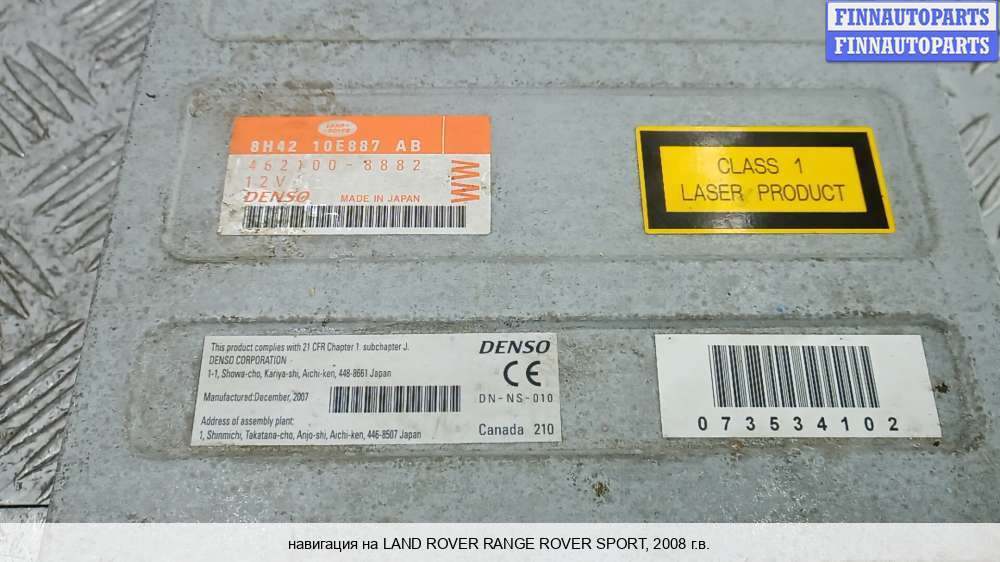 FINNAUTOPARTS
FINNAUTOPARTS
LAND ROVER
8H42 10E887 AB
462100-8882
12V
DENSO MADE IN JAPAN
WW
CLASS 1
LASER PRODUCT
This product complies with 21 CFR Chapter 1. subchapter J.
DENSO CORPORATION
1-1, Showa-cho, Kariya-shi, Aichi-ken, 448-8661 Japan
Manufactured: December, 2007
Address of assembly plant:
1, Shinmichi, Takatana-cho, Anjo-shi, Aichi-ken, 446-8507 Japan
DENSO
CE
DN-NS-010
Canada 210
073534102
навигация на LAND ROVER RANGE ROVER SPORT, 2008 г.в.